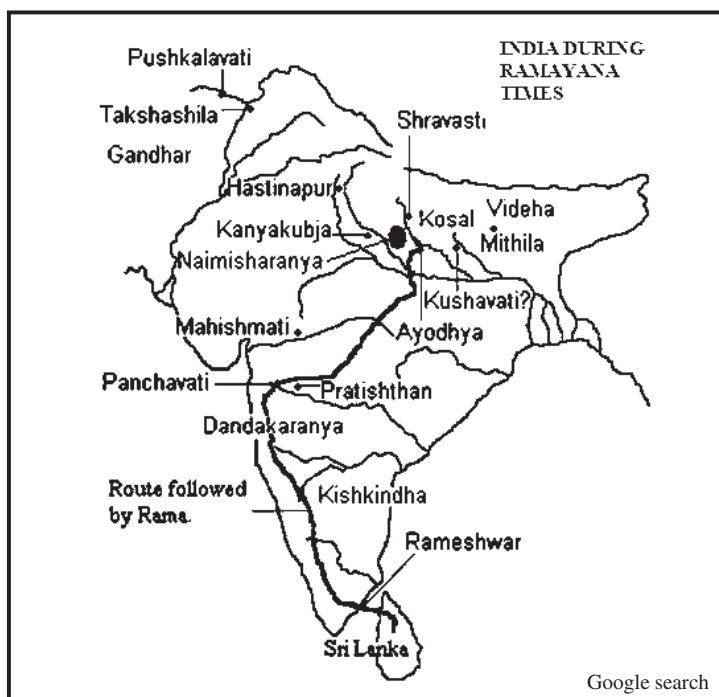 INDIA DURING
RAMAYANA
TIMES
Pushkalavati
Takshashila
Gandhar
Shravasti
Hastinapur
Kosal
Videha
Mithila
Kanyakubja
Naimisharanya
Kushavati?
Mahishmati
Ayodhya
Panchavati
Pratishthan
Dandakaranya
Route followed
by Rama
Kishkindha
Rameshwar
Sri Lanka
Google search